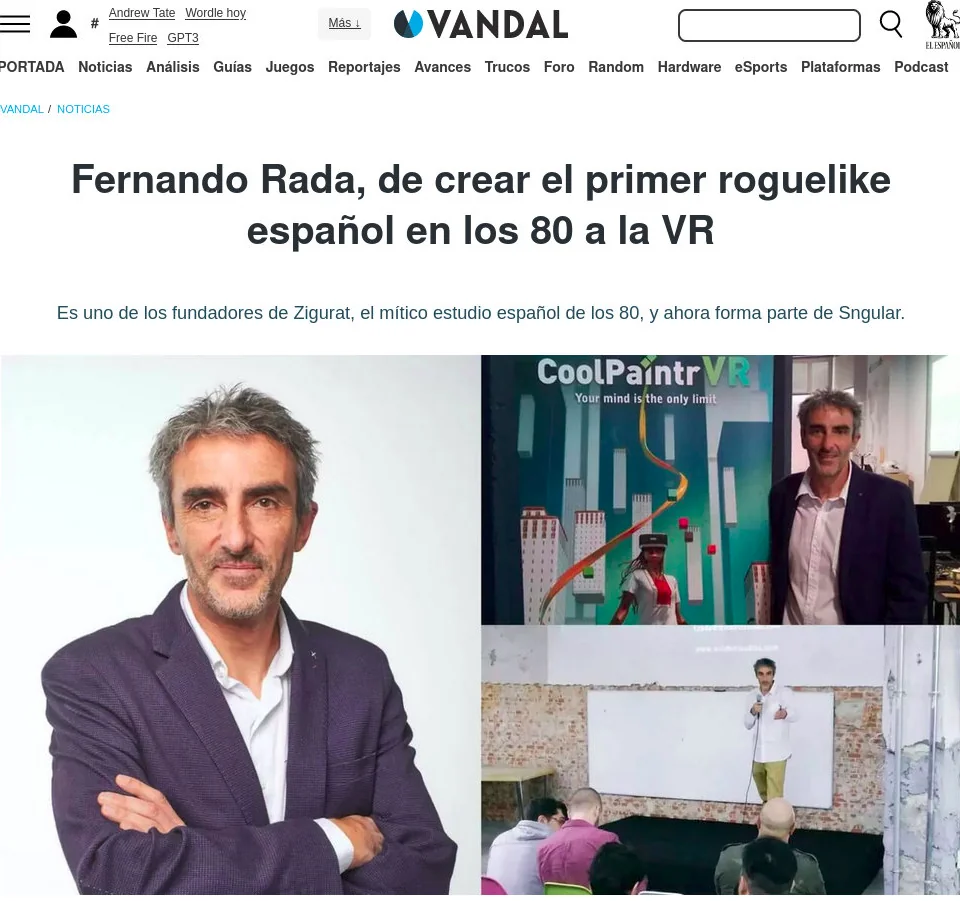 Andrew Tate Wordle hoy
# Free Fire GPT3
Más ↓
VANDAL
EL ESPAÑOL
PORTADA Noticias Análisis Guías Juegos Reportajes Avances Trucos Foro Random Hardware eSports Plataformas Podcast
VANDAL / NOTICIAS
Fernando Rada, de crear el primer roguelike
español en los 80 a la VR
Es uno de los fundadores de Zigurat, el mítico estudio español de los 80, y ahora forma parte de Sngular.
CoolPaintrVR
Your mind is the only limit